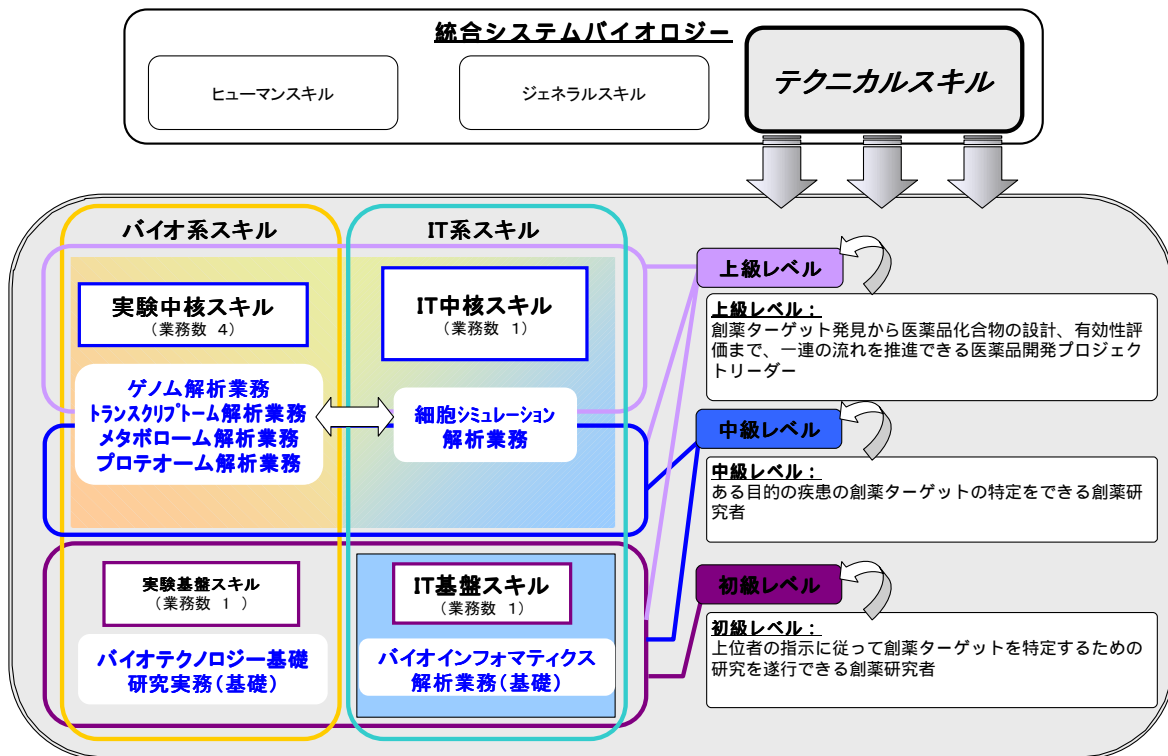 統合システムバイオロジー
ヒューマンスキル
ジェネラルスキル
テクニカルスキル
バイオ系スキル
IT系スキル
実験中核スキル
（業務数 4）
IT中核スキル
（業務数 1）
ゲノム解析業務
トランスクリプトーム解析業務
メタボローム解析業務
プロテオーム解析業務
細胞シミュレーション
解析業務
実験基盤スキル
（業務数 1 ）
IT基盤スキル
（業務数 1）
バイオテクノロジー基礎
研究実務（基礎）
バイオインフォマティクス
解析業務（基礎）
上級レベル
上級レベル：
創薬ターゲット発見から医薬品化合物の設計、有効性評
価まで、一連の流れを推進できる医薬品開発プロジェク
トリーダー
中級レベル
中級レベル：
ある目的の疾患の創薬ターゲットの特定をできる創薬研
究者
初級レベル
初級レベル：
上位者の指示に従って創薬ターゲットを特定するための
研究を遂行できる創薬研究者